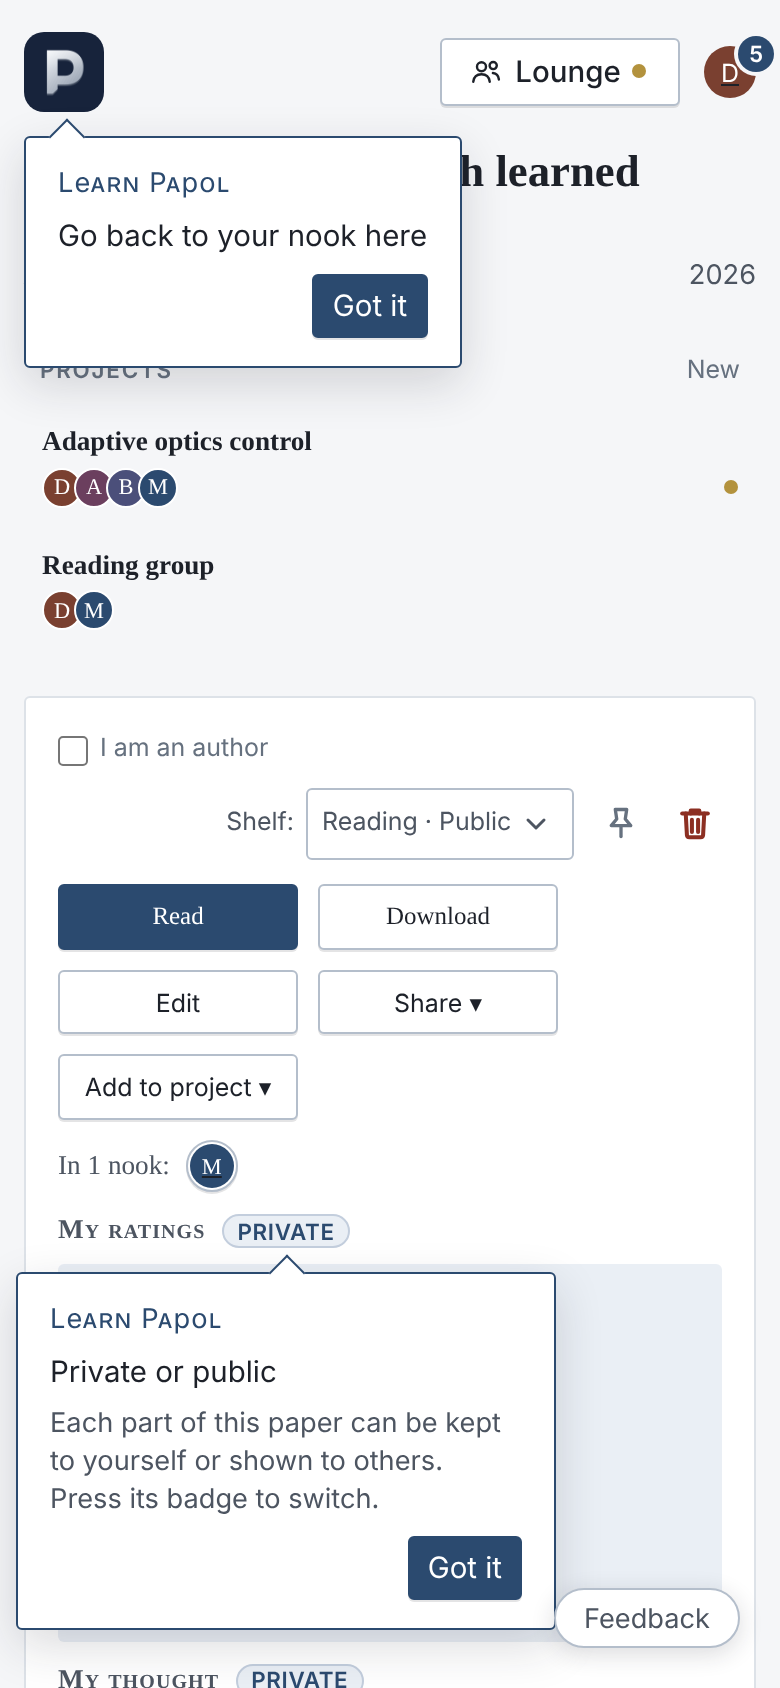 P
Lounge
D
5
Learn Papol
Go back to your nook here
Got it
h learned
2026
PROJECTS
New
Adaptive optics control
D A B M
Reading group
D M
I am an author
Shelf: Reading · Public
Read
Download
Edit
Share ▾
Add to project ▾
In 1 nook: M
My ratings PRIVATE
Learn Papol
Private or public
Each part of this paper can be kept
to yourself or shown to others.
Press its badge to switch.
Got it
Feedback
My thought PRIVATE